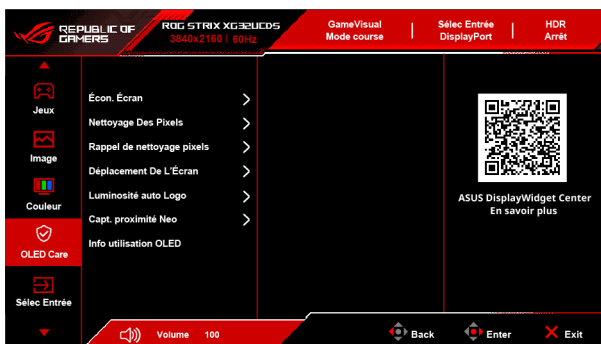 REPUBLIC OF
GAMERS
ROG STRIX XG32UCDS
3840x2160 | 60Hz
GameVisual
Mode course
Sélec Entrée
DisplayPort
HDR
Arrêt
Jeux
Image
Couleur
OLED Care
Sélec Entrée
Écon. Écran
Nettoyage Des Pixels
Rappel de nettoyage pixels
Déplacement De L'Écran
Luminosité auto Logo
Capt. proximité Neo
Info utilisation OLED
ASUS DisplayWidget Center
En savoir plus
Volume 100
Back
Enter
Exit